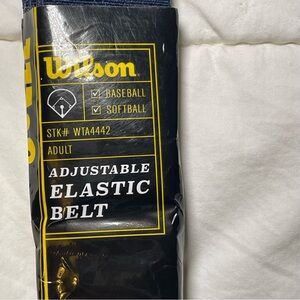 Wilson
BASEBALL
SOFTBALL
STK# WTA4442
ADULT
ADJUSTABLE
ELASTIC
BELT